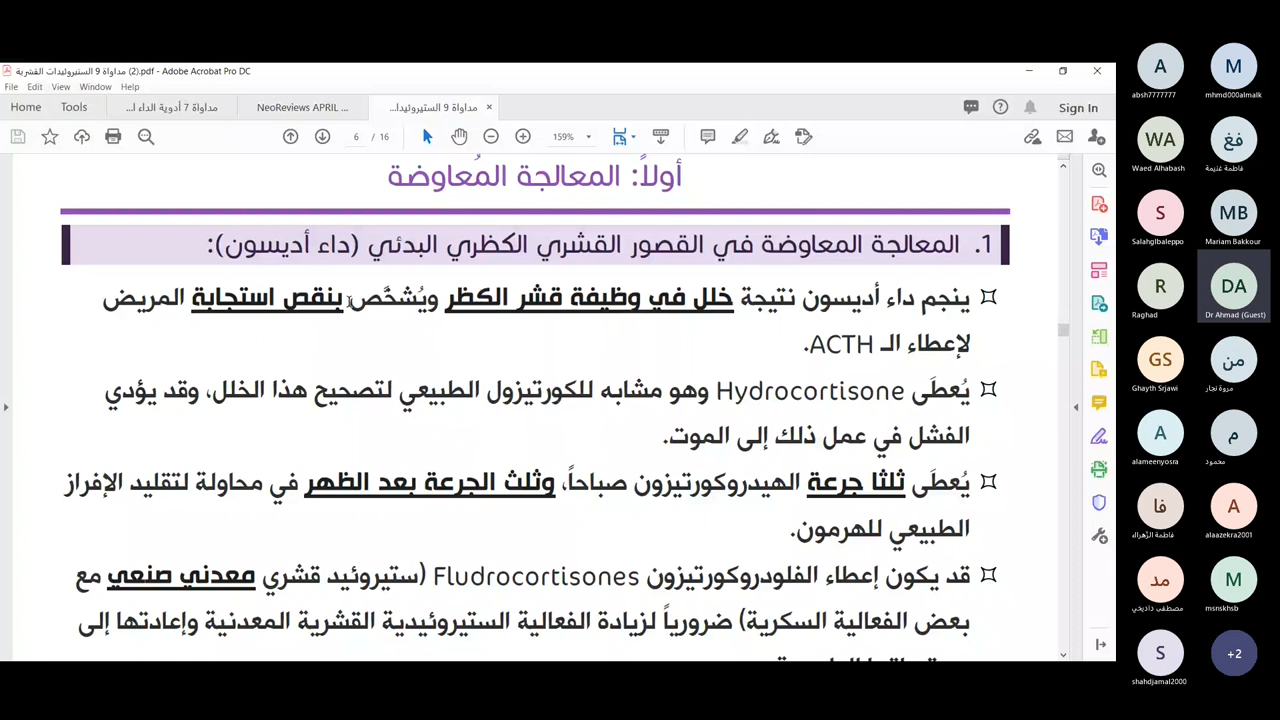 مداواة 9 الستيروئيدات القشرية (2).pdf - Adobe Acrobat Pro DC
File Edit View Window Help
Home Tools مداواة 7 أدوية الداء ا... NeoReviews APRIL ... مداواة 9 الستيروئيدا... × Sign In
6 / 16 159%
أولاً: المعالجة المُعاوضة
1. المعالجة المعاوضة في القصور القشري الكظري البدئي (داء أديسون):
ينجم داء أديسون نتيجة خلل في وظيفة قشر الكظر ويُشخَّص بنقص استجابة المريض
لإعطاء الـ ACTH.
يُعطَى Hydrocortisone وهو مشابه للكورتيزول الطبيعي لتصحيح هذا الخلل، وقد يؤدي
الفشل في عمل ذلك إلى الموت.
يُعطَى ثلثا جرعة الهيدروكورتيزون صباحاً، وثلث الجرعة بعد الظهر في محاولة لتقليد الإفراز
الطبيعي للهرمون.
قد يكون إعطاء الفلودروكورتيزون Fludrocortisones (ستيروئيد قشري معدني صنعي مع
بعض الفعالية السكرية) ضرورياً لزيادة الفعالية الستيروئيدية القشرية المعدنية وإعادتها إلى
A M
absh7777777 mhmd000almalk
WA فغ
Waed Alhabash فاطمة غنيمة
S MB
Salahglbaleppo Mariam Bakkour
R DA
Raghad Dr Ahmad (Guest)
GS من
Ghayth Srjawi مروة نجار
A م
alameenyosra محمود
فا A
فاطمة الزهراء alaazekra2001
مد M
مصطفى داديخي msnskhsb
S +2
shahdjamal2000